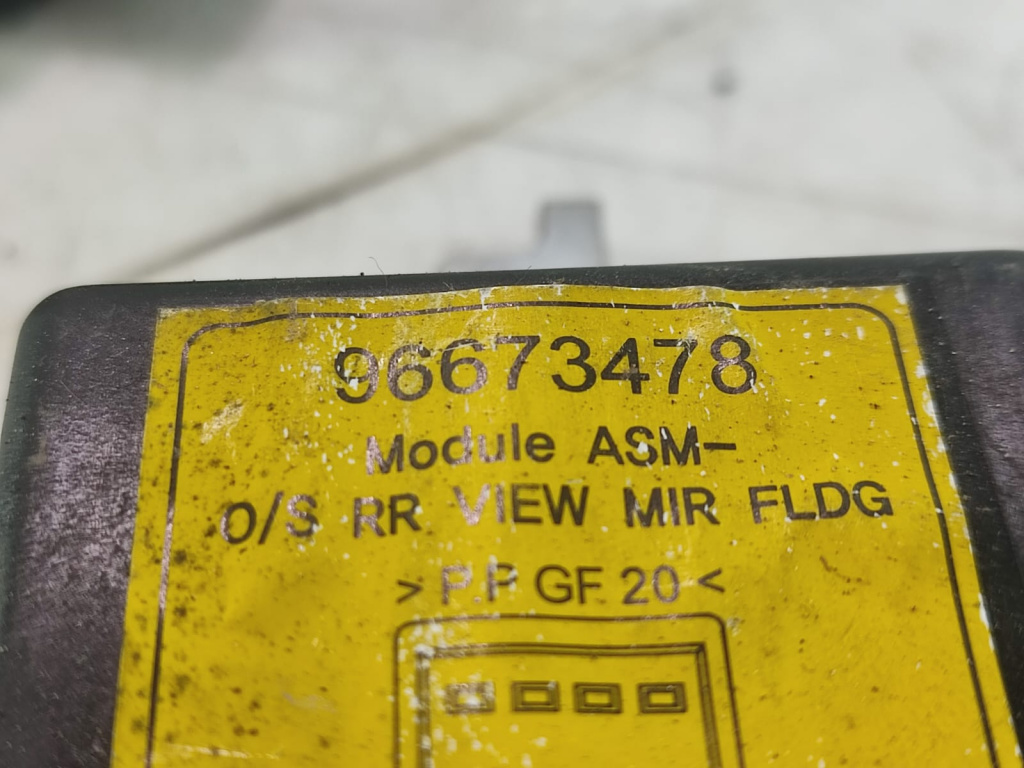 96673478
Module ASM-
O/S RR VIEW MIR FLDG
> P.P GF 20 <